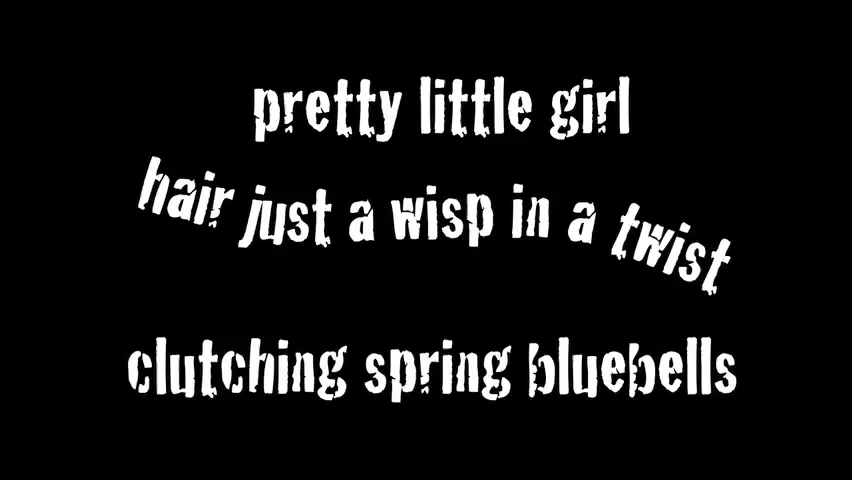 pretty little girl
hair just a wisp in a twist
clutching spring bluebells